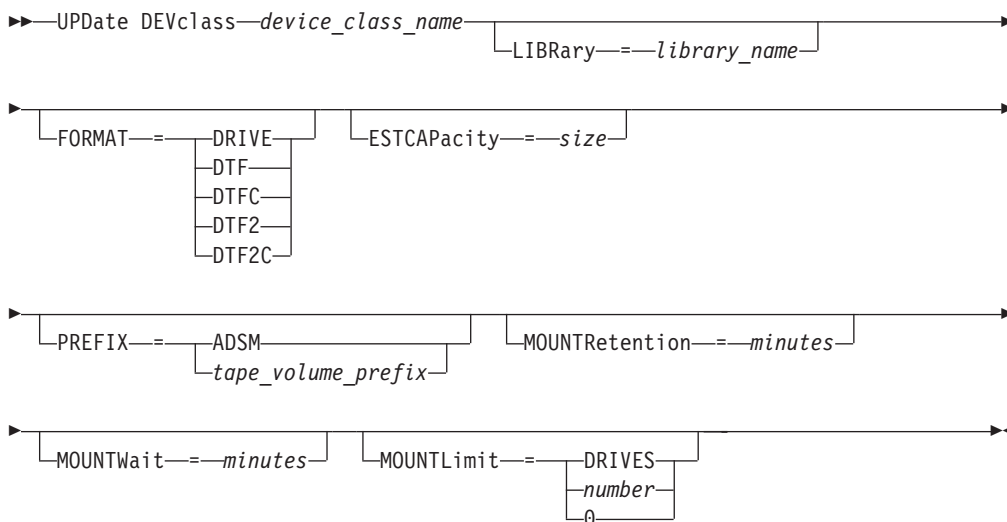 UPDate DEVclass device_class_name
LIBRary = library_name
FORMAT = DRIVE
DTF
DTFC
DTF2
DTF2C
ESTCAPacity = size
PREFIX = ADSM
tape_volume_prefix
MOUNTRetention = minutes
MOUNTWait = minutes
MOUNTLimit = DRIVES
number
0